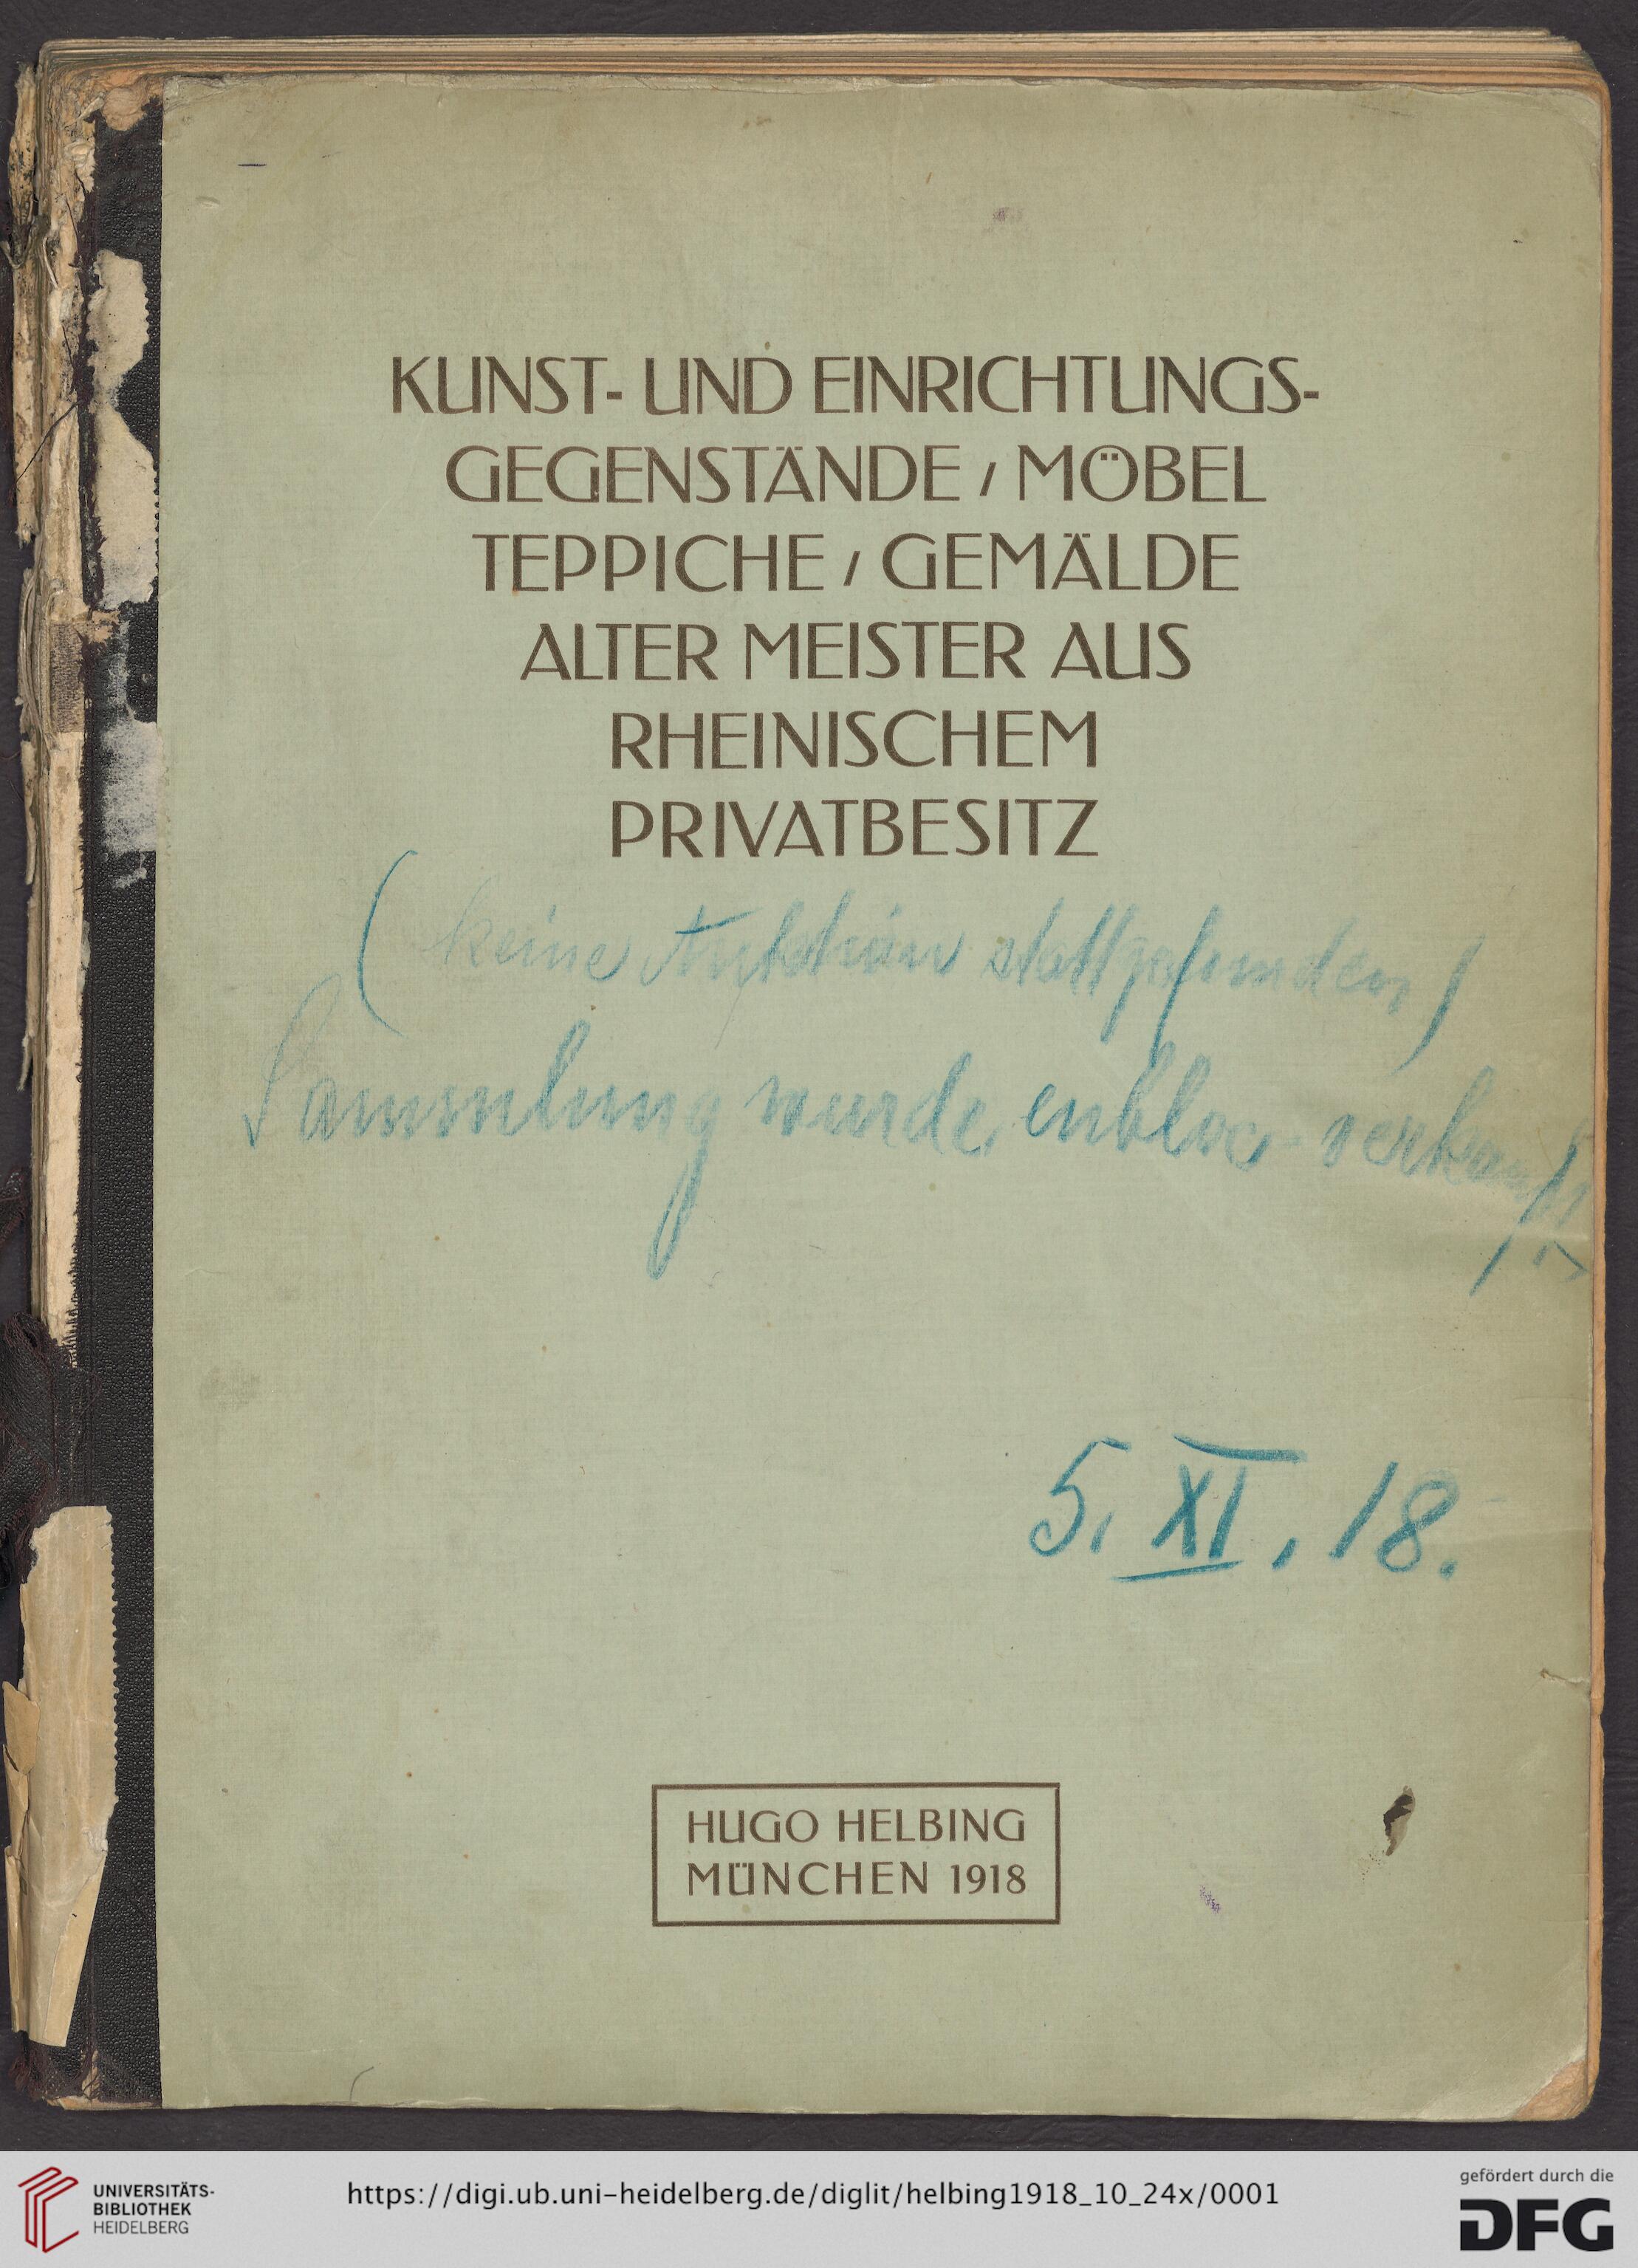 KUNST- UND EINRICHTUNGS-
GEGENSTÄNDE / MÖBEL
TEPPICHE / GEMÄLDE
ALTER MEISTER AUS
RHEINISCHEM
PRIVATBESITZ
(keine Auktion stattgefunden)
Sammlung wurde enbloc verkauft
5. XI. 18.
HUGO HELBING
MÜNCHEN 1918
UNIVERSITÄTS-
BIBLIOTHEK
HEIDELBERG
https://digi.ub.uni-heidelberg.de/diglit/helbing1918_10_24x/0001
gefördert durch die
DFG